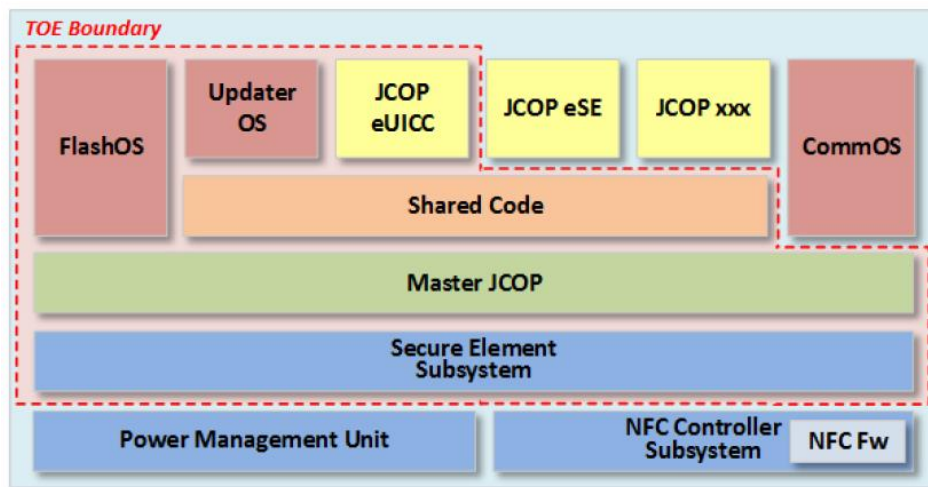 TOE Boundary
FlashOS
Updater
OS
JCOP
eUICC
JCOP eSE
JCOP xxx
CommOS
Shared Code
Master JCOP
Secure Element
Subsystem
Power Management Unit
NFC Controller
Subsystem
NFC Fw